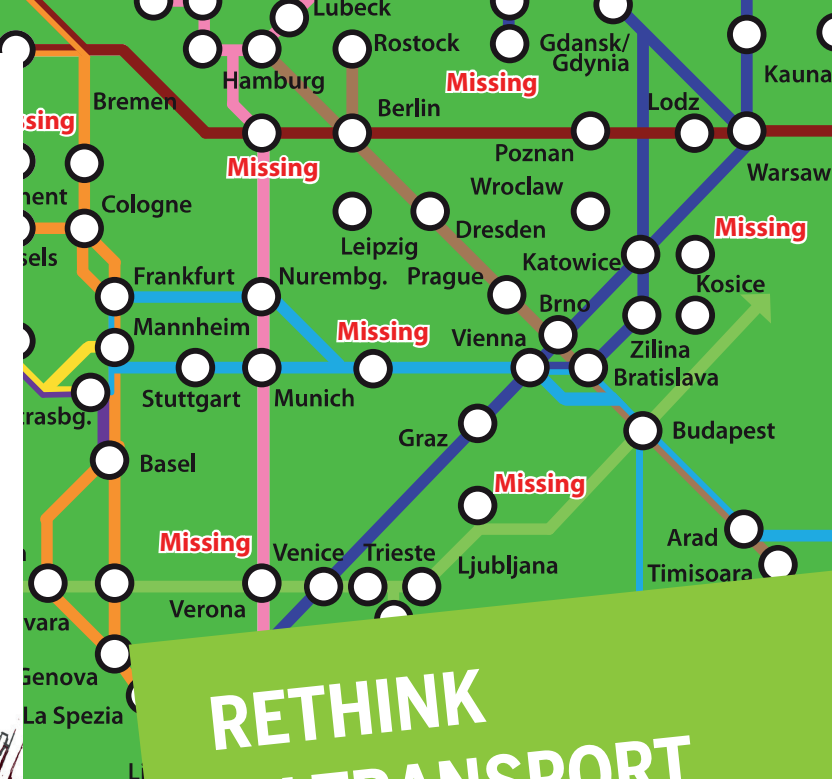 Lubeck
Rostock
Gdansk/
Gdynia
Hamburg
Missing
Kauna
Bremen
Berlin
Lodz
ssing
Poznan
Missing
Warsaw
Wroclaw
nent
Cologne
Missing
Leipzig
Dresden
sels
Katowice
Frankfurt
Nurembg.
Prague
Kosice
Brno
Mannheim
Missing
Vienna
Zilina
Bratislava
Stuttgart
Munich
trasbg.
Graz
Budapest
Basel
Missing
Arad
Missing
Venice
Trieste
Ljubljana
Timisoara
Verona
vara
Genova
La Spezia
RETHINK
TRANSPORT
Li